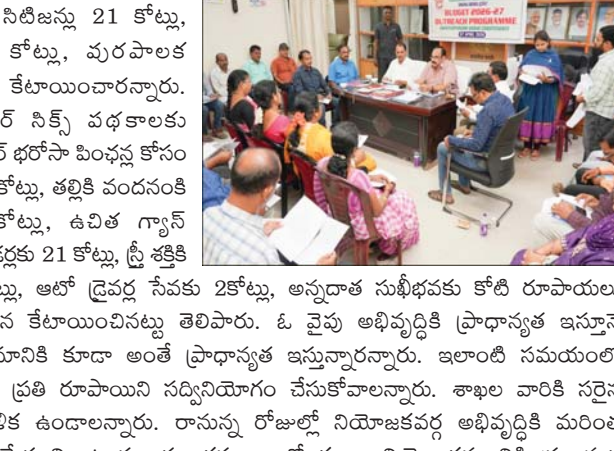 BUDGET 2026-27
OUTREACH PROGRAMME
సిటిజన్లు 21 కోట్లు,
కోట్లు, పురపాలక
కేటాయించారన్నారు.
సిక్స్ పథకాలకు
భరోసా పింఛన్ల కోసం
కోట్లు, తల్లికి వందనంకి
కోట్లు, ఉచిత గ్యాస్
21 కోట్లు, స్త్రీ శక్తికి
ఆటో డ్రైవర్ల సేవకు 2కోట్లు, అన్నదాత సుఖీభవకు కోటి రూపాయలు
కేటాయించినట్టు తెలిపారు. ఓ వైపు అభివృద్ధికి ప్రాధాన్యత ఇస్తూనే
కూడా అంతే ప్రాధాన్యత ఇస్తున్నారన్నారు. ఇలాంటి సమయంలో
ప్రతి రూపాయిని సద్వినియోగం చేసుకోవాలన్నారు. శాఖల వారికి సరైన
ఉండాలన్నారు. రానున్న రోజుల్లో నియోజకవర్గ అభివృద్ధికి మరింత